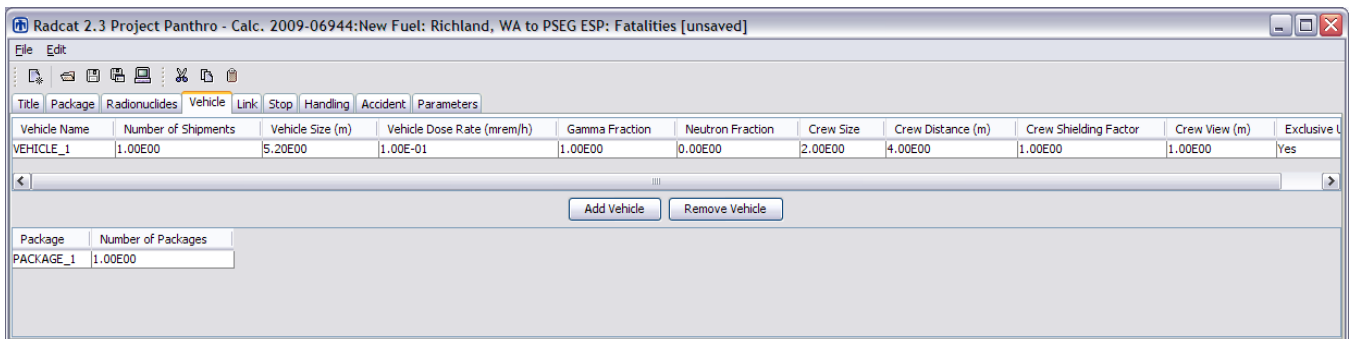 Radcat 2.3 Project Panthro - Calc. 2009-06944:New Fuel: Richland, WA to PSEG ESP: Fatalities [unsaved]
File Edit
Title Package Radionuclides Vehicle Link Stop Handling Accident Parameters
Vehicle Name Number of Shipments Vehicle Size (m) Vehicle Dose Rate (mrem/h) Gamma Fraction Neutron Fraction Crew Size Crew Distance (m) Crew Shielding Factor Crew View (m) Exclusive U
VEHICLE_1 1.00E00 5.20E00 1.00E-01 1.00E00 0.00E00 2.00E00 4.00E00 1.00E00 1.00E00 Yes
Add Vehicle Remove Vehicle
Package Number of Packages
PACKAGE_1 1.00E00